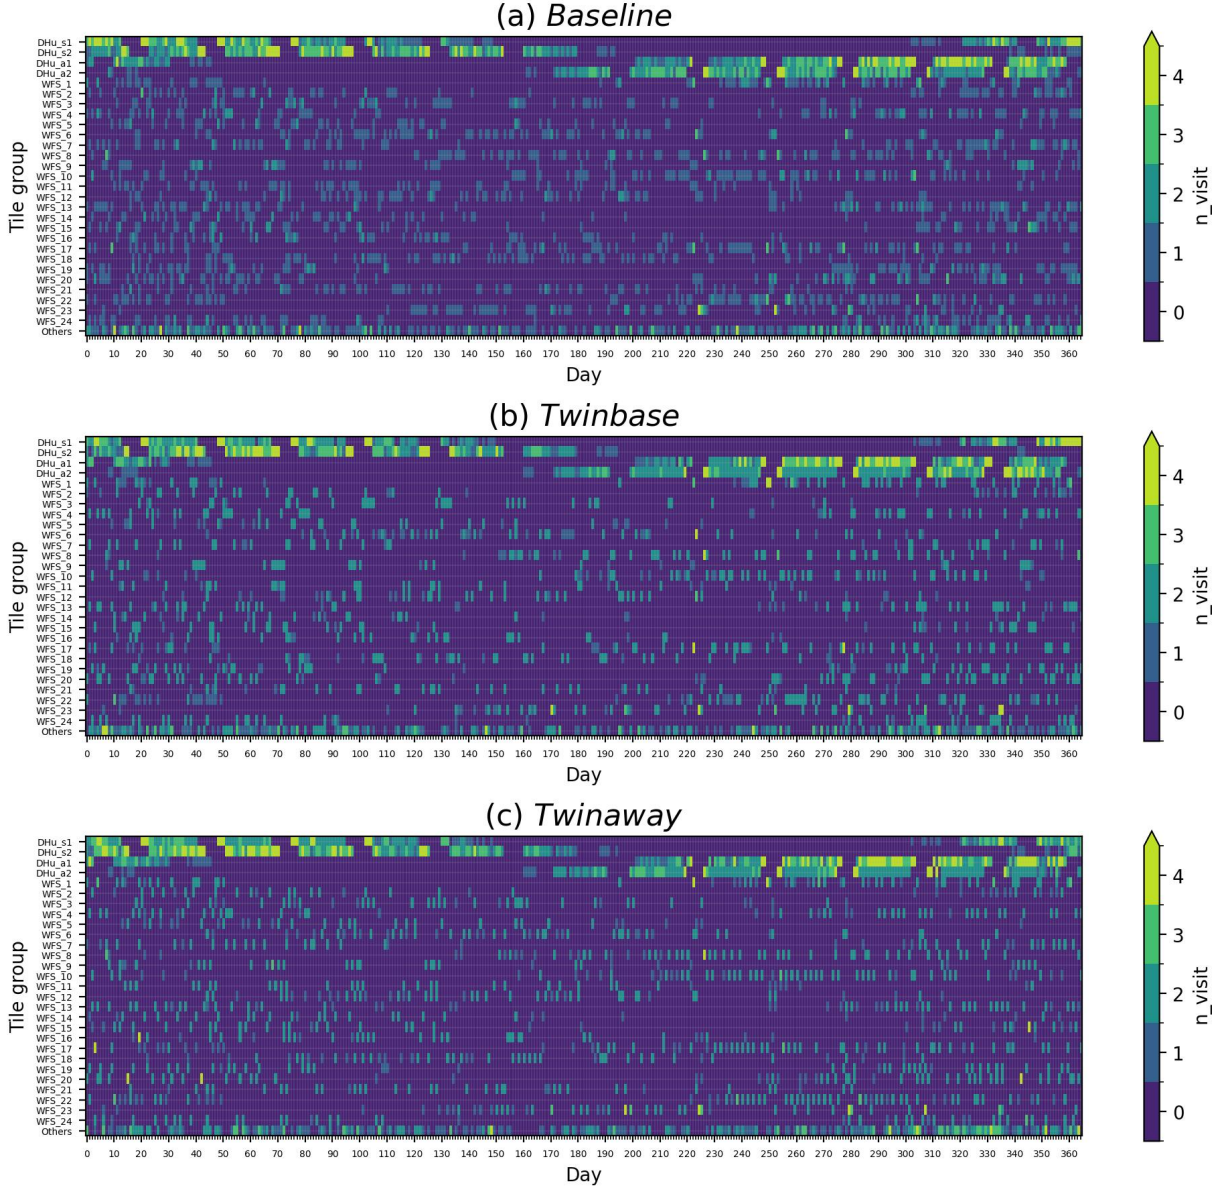 (a) Baseline
DHu_s1
DHu_s2
DHu_a1
DHu_a2
WFS_1
WFS_2
WFS_3
WFS_4
WFS_5
WFS_6
WFS_7
WFS_8
WFS_9
WFS_10
WFS_11
WFS_12
WFS_13
WFS_14
WFS_15
WFS_16
WFS_17
WFS_18
WFS_19
WFS_20
WFS_21
WFS_22
WFS_23
WFS_24
Others
Tile group
0 10 20 30 40 50 60 70 80 90 100 110 120 130 140 150 160 170 180 190 200 210 220 230 240 250 260 270 280 290 300 310 320 330 340 350 360
Day
4
3
2
1
0
n_visit
(b) Twinbase
DHu_s1
DHu_s2
DHu_a1
DHu_a2
WFS_1
WFS_2
WFS_3
WFS_4
WFS_5
WFS_6
WFS_7
WFS_8
WFS_9
WFS_10
WFS_11
WFS_12
WFS_13
WFS_14
WFS_15
WFS_16
WFS_17
WFS_18
WFS_19
WFS_20
WFS_21
WFS_22
WFS_23
WFS_24
Others
Tile group
0 10 20 30 40 50 60 70 80 90 100 110 120 130 140 150 160 170 180 190 200 210 220 230 240 250 260 270 280 290 300 310 320 330 340 350 360
Day
4
3
2
1
0
n_visit
(c) Twinaway
DHu_s1
DHu_s2
DHu_a1
DHu_a2
WFS_1
WFS_2
WFS_3
WFS_4
WFS_5
WFS_6
WFS_7
WFS_8
WFS_9
WFS_10
WFS_11
WFS_12
WFS_13
WFS_14
WFS_15
WFS_16
WFS_17
WFS_18
WFS_19
WFS_20
WFS_21
WFS_22
WFS_23
WFS_24
Others
Tile group
0 10 20 30 40 50 60 70 80 90 100 110 120 130 140 150 160 170 180 190 200 210 220 230 240 250 260 270 280 290 300 310 320 330 340 350 360
Day
4
3
2
1
0
n_visit